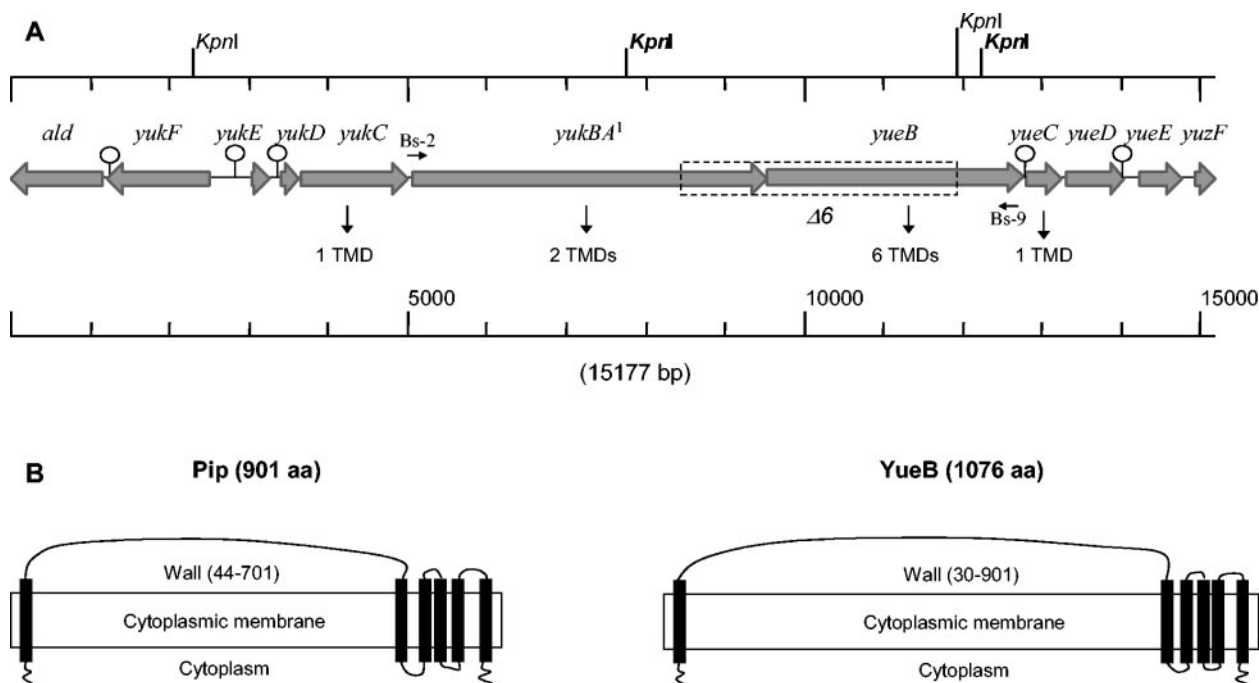 A
KpnI KpnI KpnI KpnI
ald yukF yukE yukD yukC Bs-2 yukBA1 yueB yueC yueD yueE yuzF
Δ6 Bs-9
1 TMD 2 TMDs 6 TMDs 1 TMD
5000 10000 15000
(15177 bp)
B Pip (901 aa) YueB (1076 aa)
Wall (44-701) Wall (30-901)
Cytoplasmic membrane Cytoplasmic membrane
Cytoplasm Cytoplasm